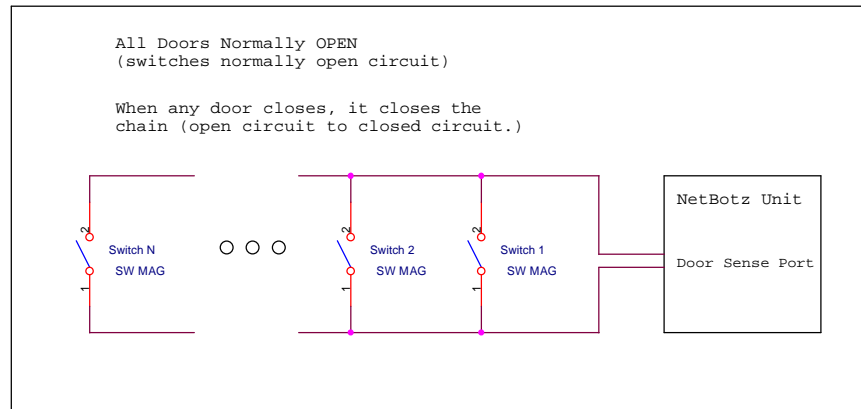 All Doors Normally OPEN
(switches normally open circuit)
When any door closes, it closes the
chain (open circuit to closed circuit.)
NetBotz Unit
Door Sense Port
2
Switch N
SW MAG
1
2
Switch 2
SW MAG
1
2
Switch 1
SW MAG
1